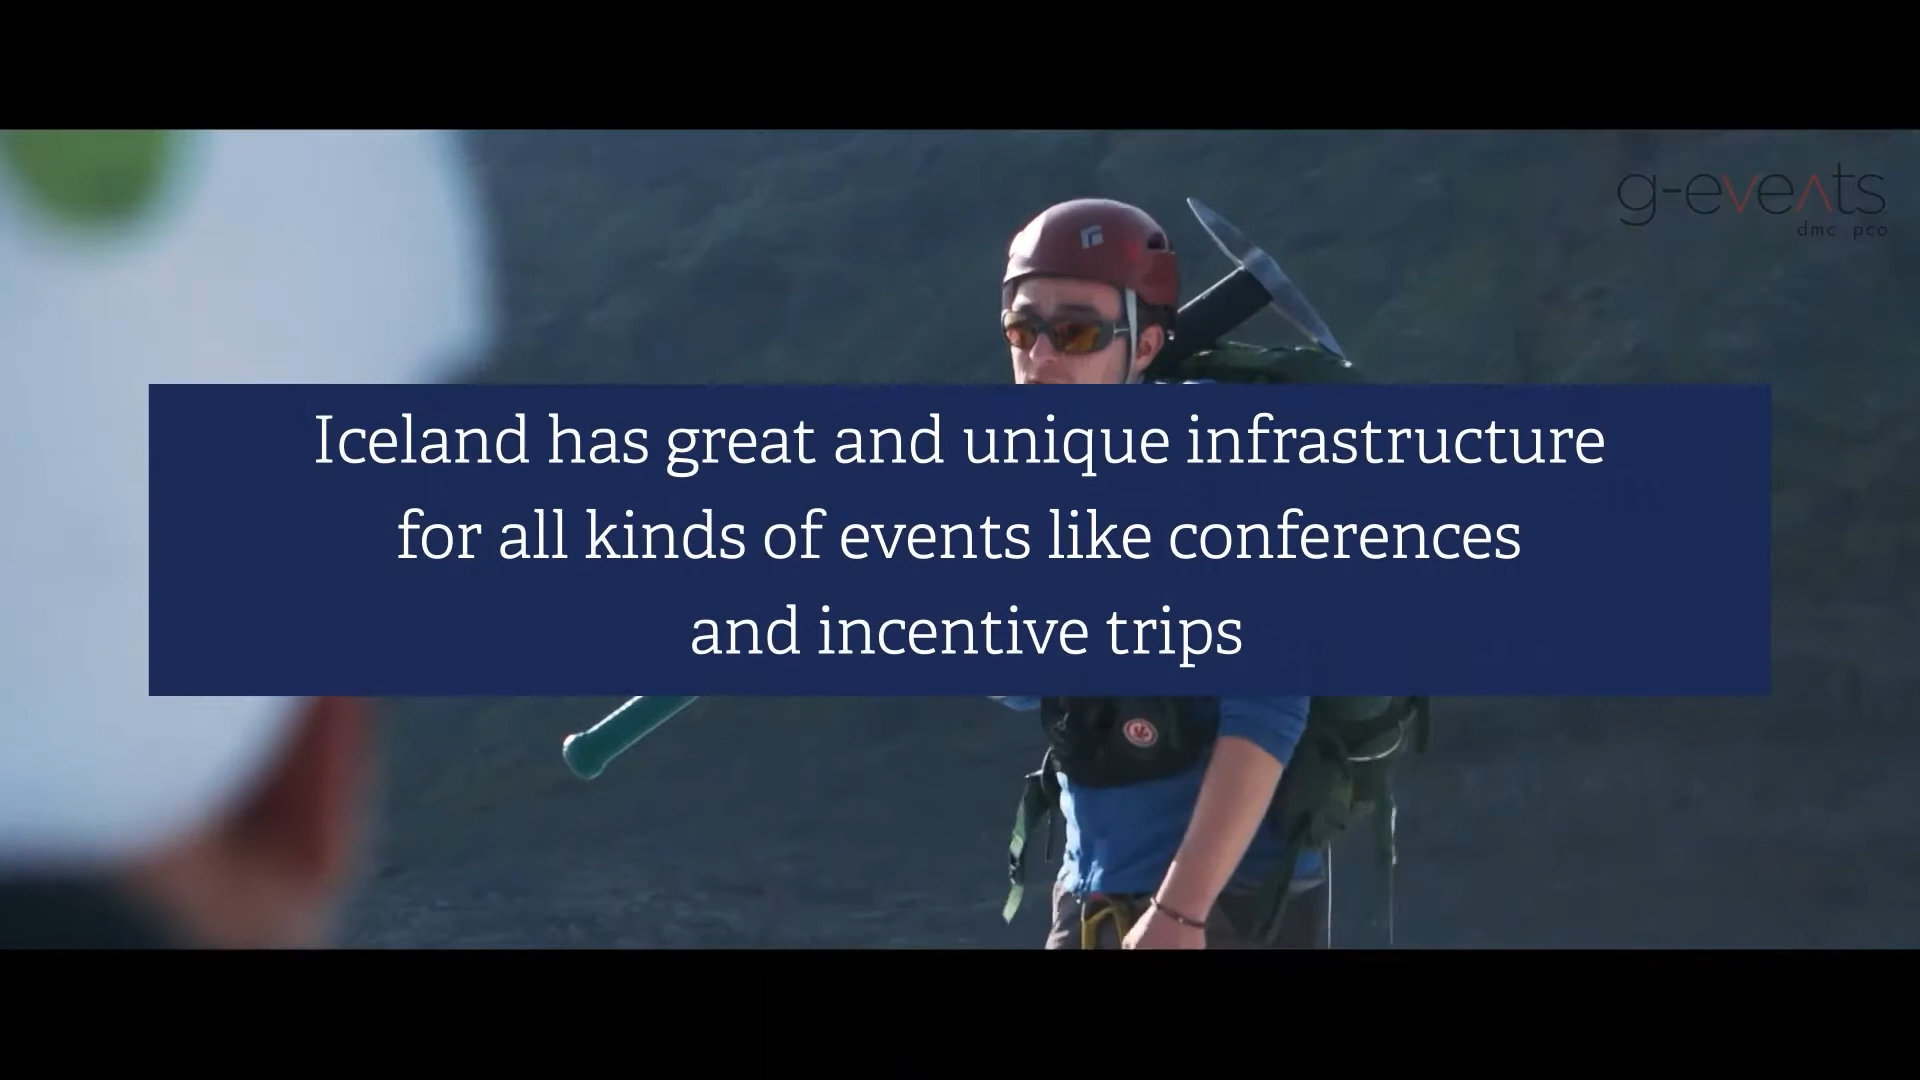 g-events
dmc pco
Iceland has great and unique infrastructure
for all kinds of events like conferences
and incentive trips